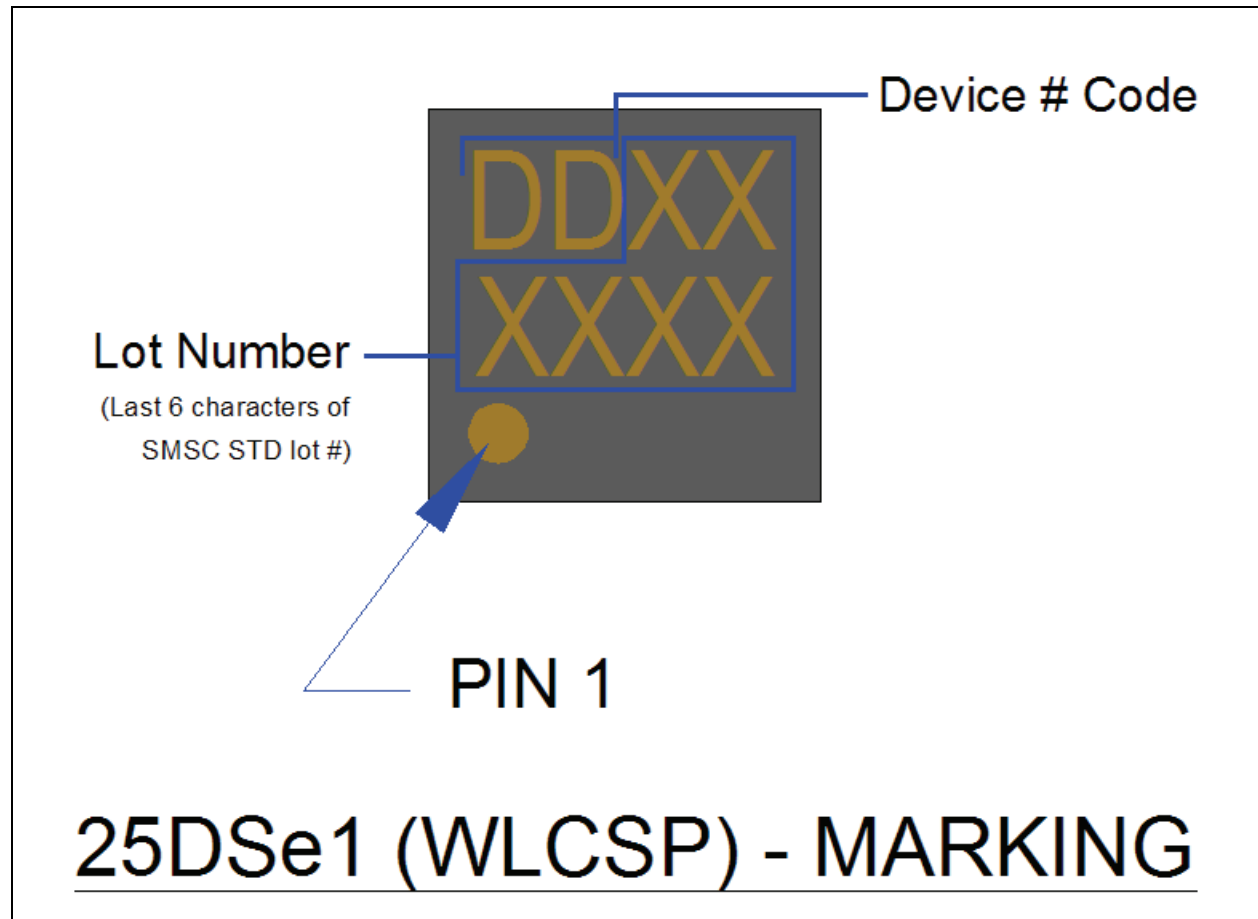 Device # Code
DDXX
XXXX
Lot Number
(Last 6 characters of
SMSC STD lot #)
PIN 1
25DSe1 (WLCSP) - MARKING